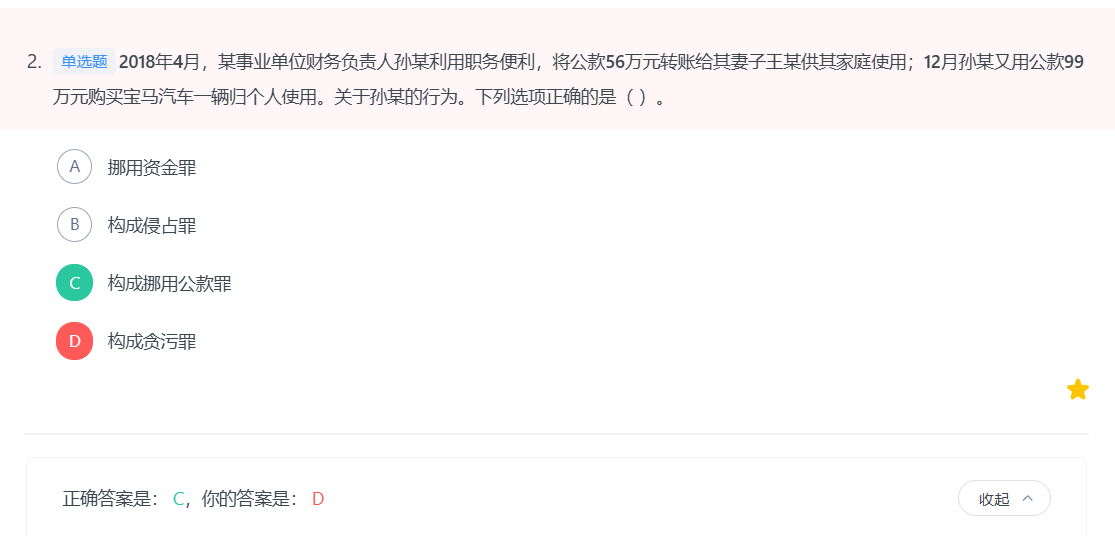 2. 单选题 2018年4月，某事业单位财务负责人孙某利用职务便利，将公款56万元转账给其妻子王某供其家庭使用；12月孙某又用公款99
万元购买宝马汽车一辆归个人使用。关于孙某的行为。下列选项正确的是（ ）。
A 挪用资金罪
B 构成侵占罪
C 构成挪用公款罪
D 构成贪污罪
正确答案是： C，你的答案是： D 收起